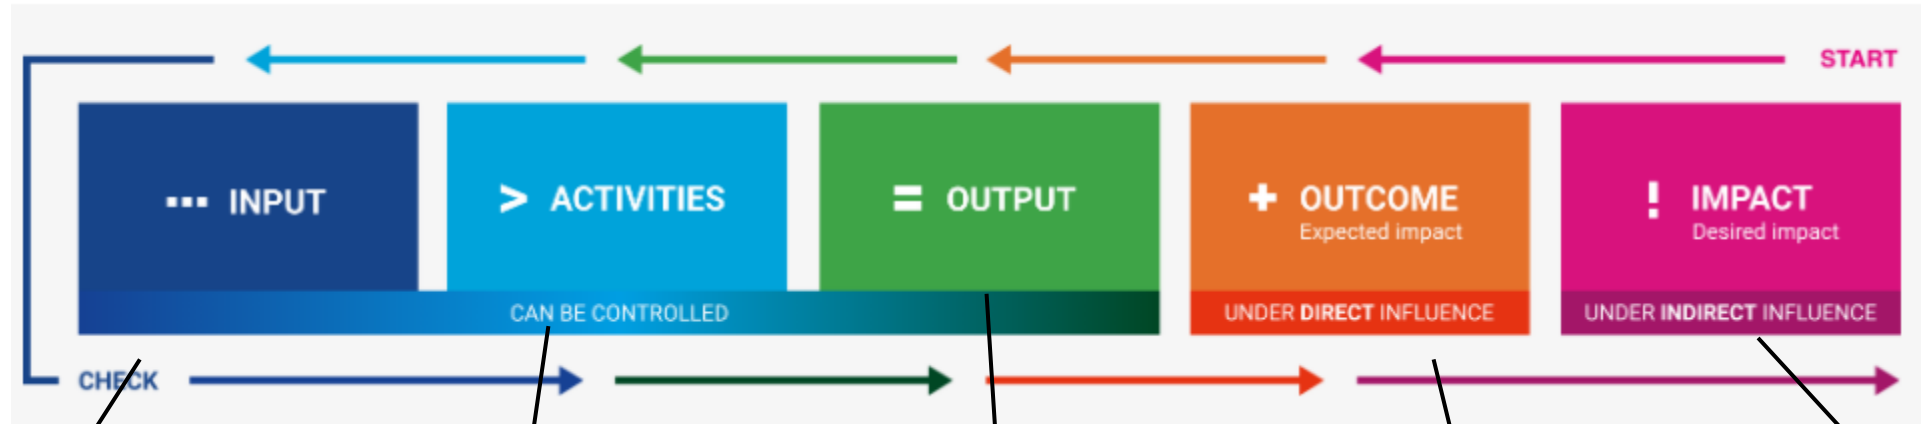 START
... INPUT
> ACTIVITIES
= OUTPUT
+ OUTCOME
Expected impact
! IMPACT
Desired impact
CAN BE CONTROLLED
UNDER DIRECT INFLUENCE
UNDER INDIRECT INFLUENCE
CHECK